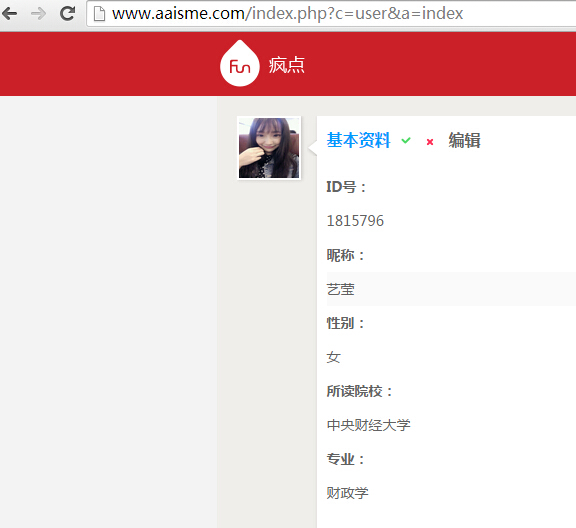 www.aaisme.com/index.php?c=user&a=index
Fun 疯点
基本资料 编辑
ID号：
1815796
昵称：
艺莹
性别：
女
所读院校：
中央财经大学
专业：
财政学